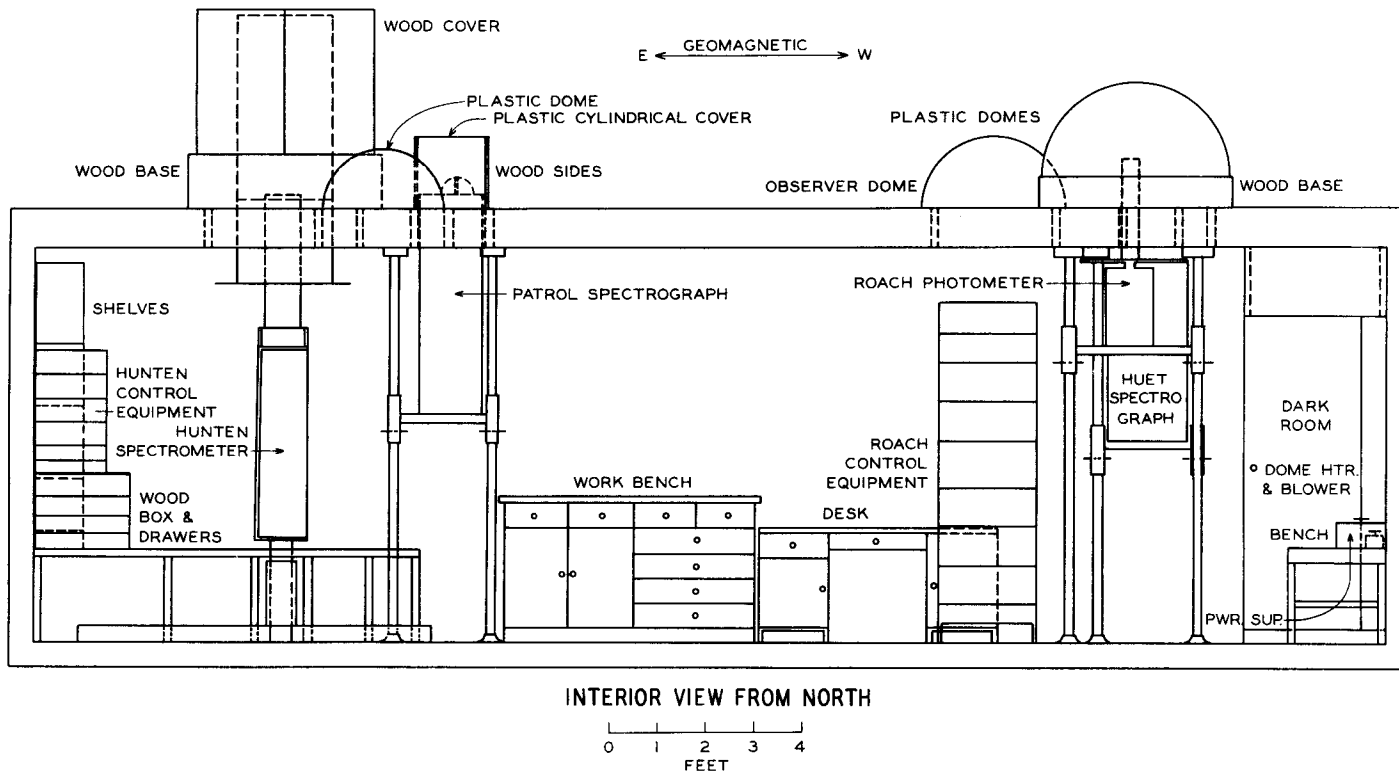 WOOD COVER
GEOMAGNETIC
E
W
PLASTIC DOME
PLASTIC CYLINDRICAL COVER
PLASTIC DOMES
WOOD BASE
WOOD SIDES
OBSERVER DOME
WOOD BASE
SHELVES
PATROL SPECTROGRAPH
ROACH PHOTOMETER
HUNTEN
CONTROL
EQUIPMENT
HUNTEN
SPECTROMETER
HUET
SPECTRO
GRAPH
DARK
ROOM
ROACH
CONTROL
EQUIPMENT
DOME HTR.
& BLOWER
WOOD
BOX &
DRAWERS
WORK BENCH
DESK
BENCH
PWR. SUP.
INTERIOR VIEW FROM NORTH
0 1 2 3 4
FEET